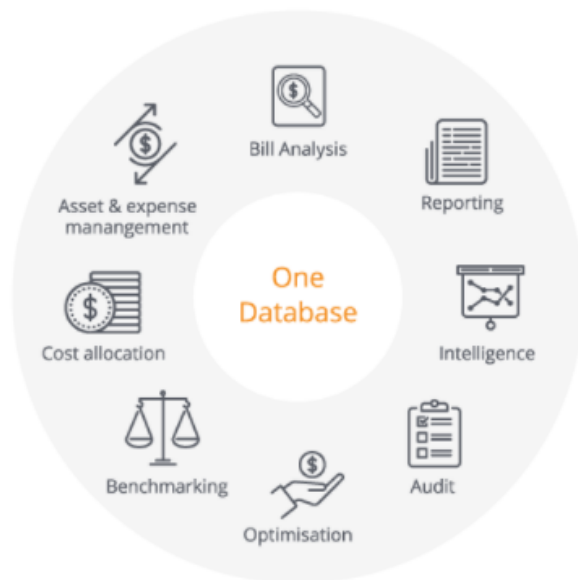 Bill Analysis
Reporting
Intelligence
Audit
Optimisation
Benchmarking
Cost allocation
Asset & expense
manangement
One
Database